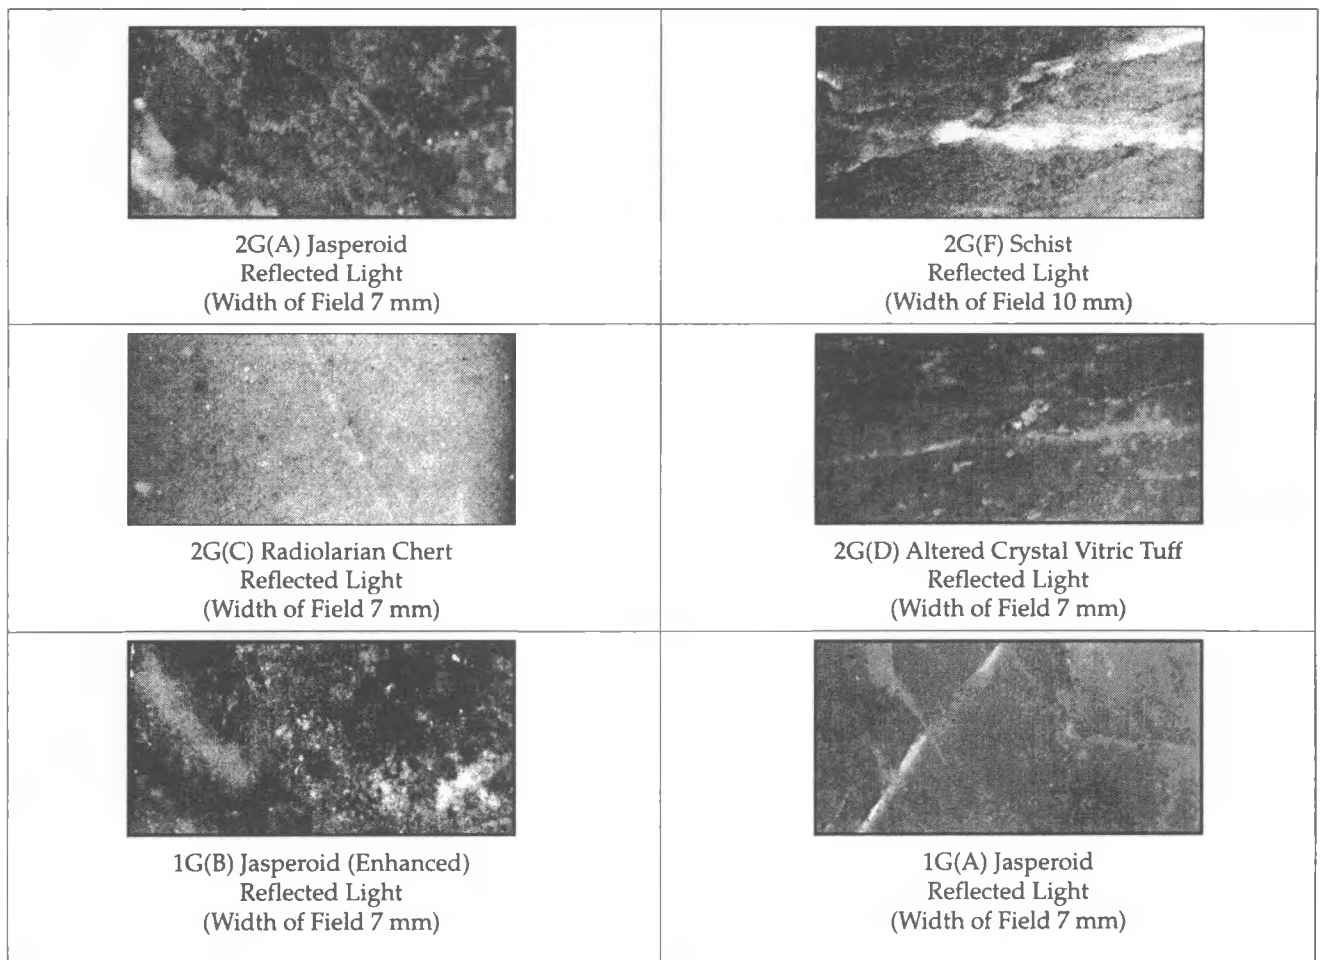 2G(A) Jasperoid
Reflected Light
(Width of Field 7 mm)
2G(F) Schist
Reflected Light
(Width of Field 10 mm)
2G(C) Radiolarian Chert
Reflected Light
(Width of Field 7 mm)
2G(D) Altered Crystal Vitric Tuff
Reflected Light
(Width of Field 7 mm)
1G(B) Jasperoid (Enhanced)
Reflected Light
(Width of Field 7 mm)
1G(A) Jasperoid
Reflected Light
(Width of Field 7 mm)